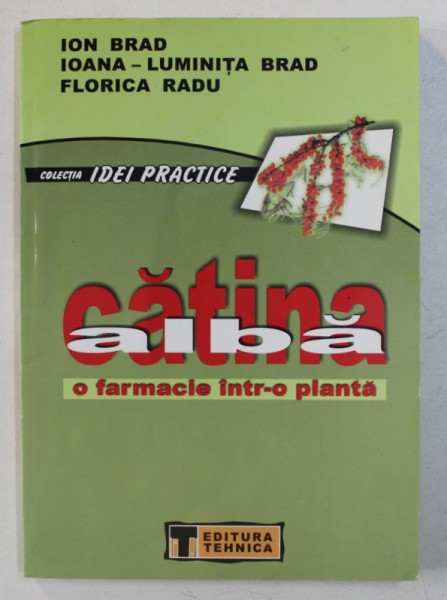 ION BRAD
IOANA – LUMINIȚA BRAD
FLORICA RADU
COLECȚIA IDEI PRACTICE
cătina
albă
o farmacie într-o plantă
T EDITURA
TEHNICA